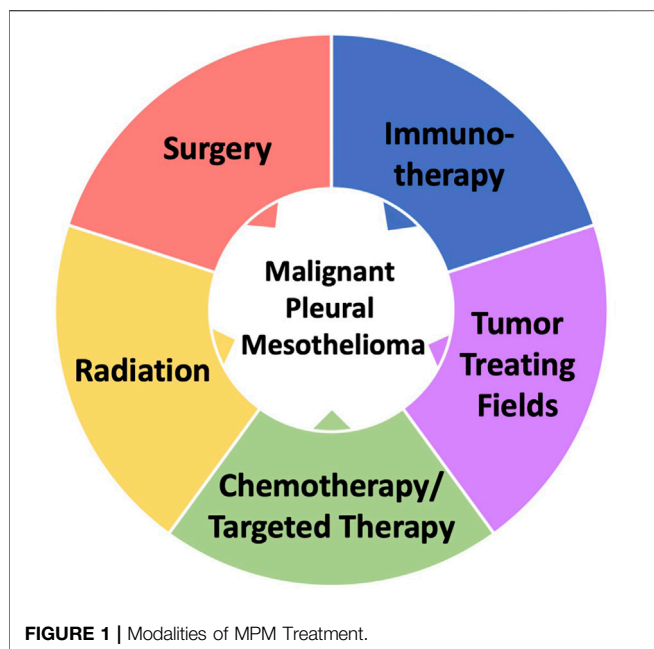 Surgery
Immuno-
therapy
Malignant
Pleural
Mesothelioma
Tumor
Treating
Fields
Radiation
Chemotherapy/
Targeted Therapy
FIGURE 1 | Modalities of MPM Treatment.